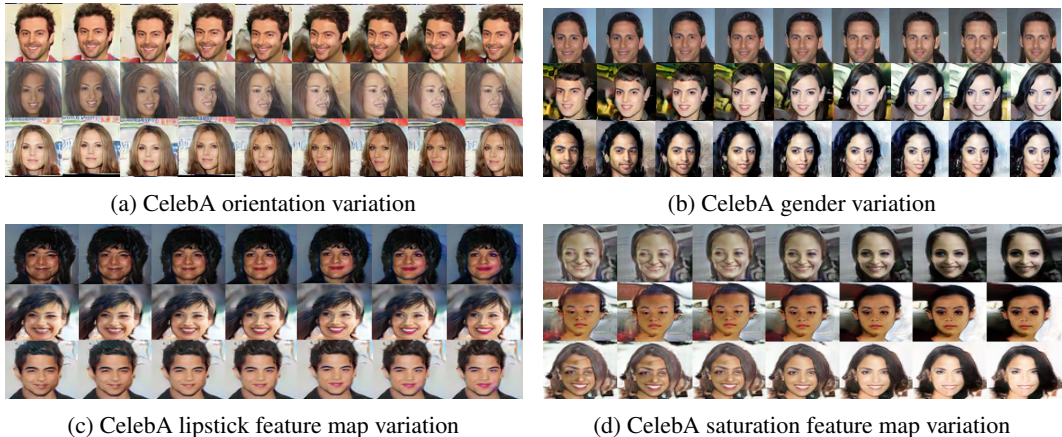 (a) CelebA orientation variation
(b) CelebA gender variation
(c) CelebA lipstick feature map variation
(d) CelebA saturation feature map variation